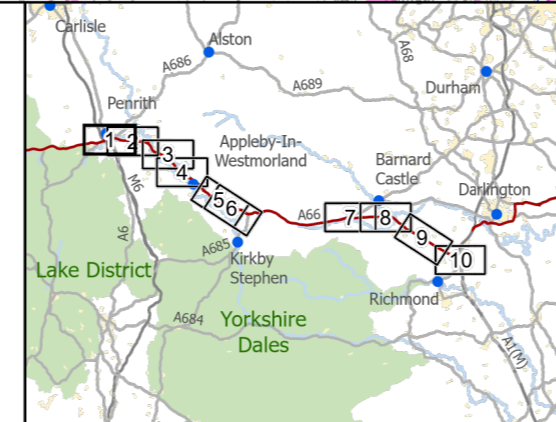 Carlisle
Alston
A686
A68
A689
Durham
Penrith
1
2
3
4
5
6
7
8
9
10
Appleby-In-
Westmorland
Barnard
Castle
Darlington
M6
A6
A66
A685
Kirkby
Stephen
Lake District
Richmond
A684
Yorkshire
Dales
A1(M)